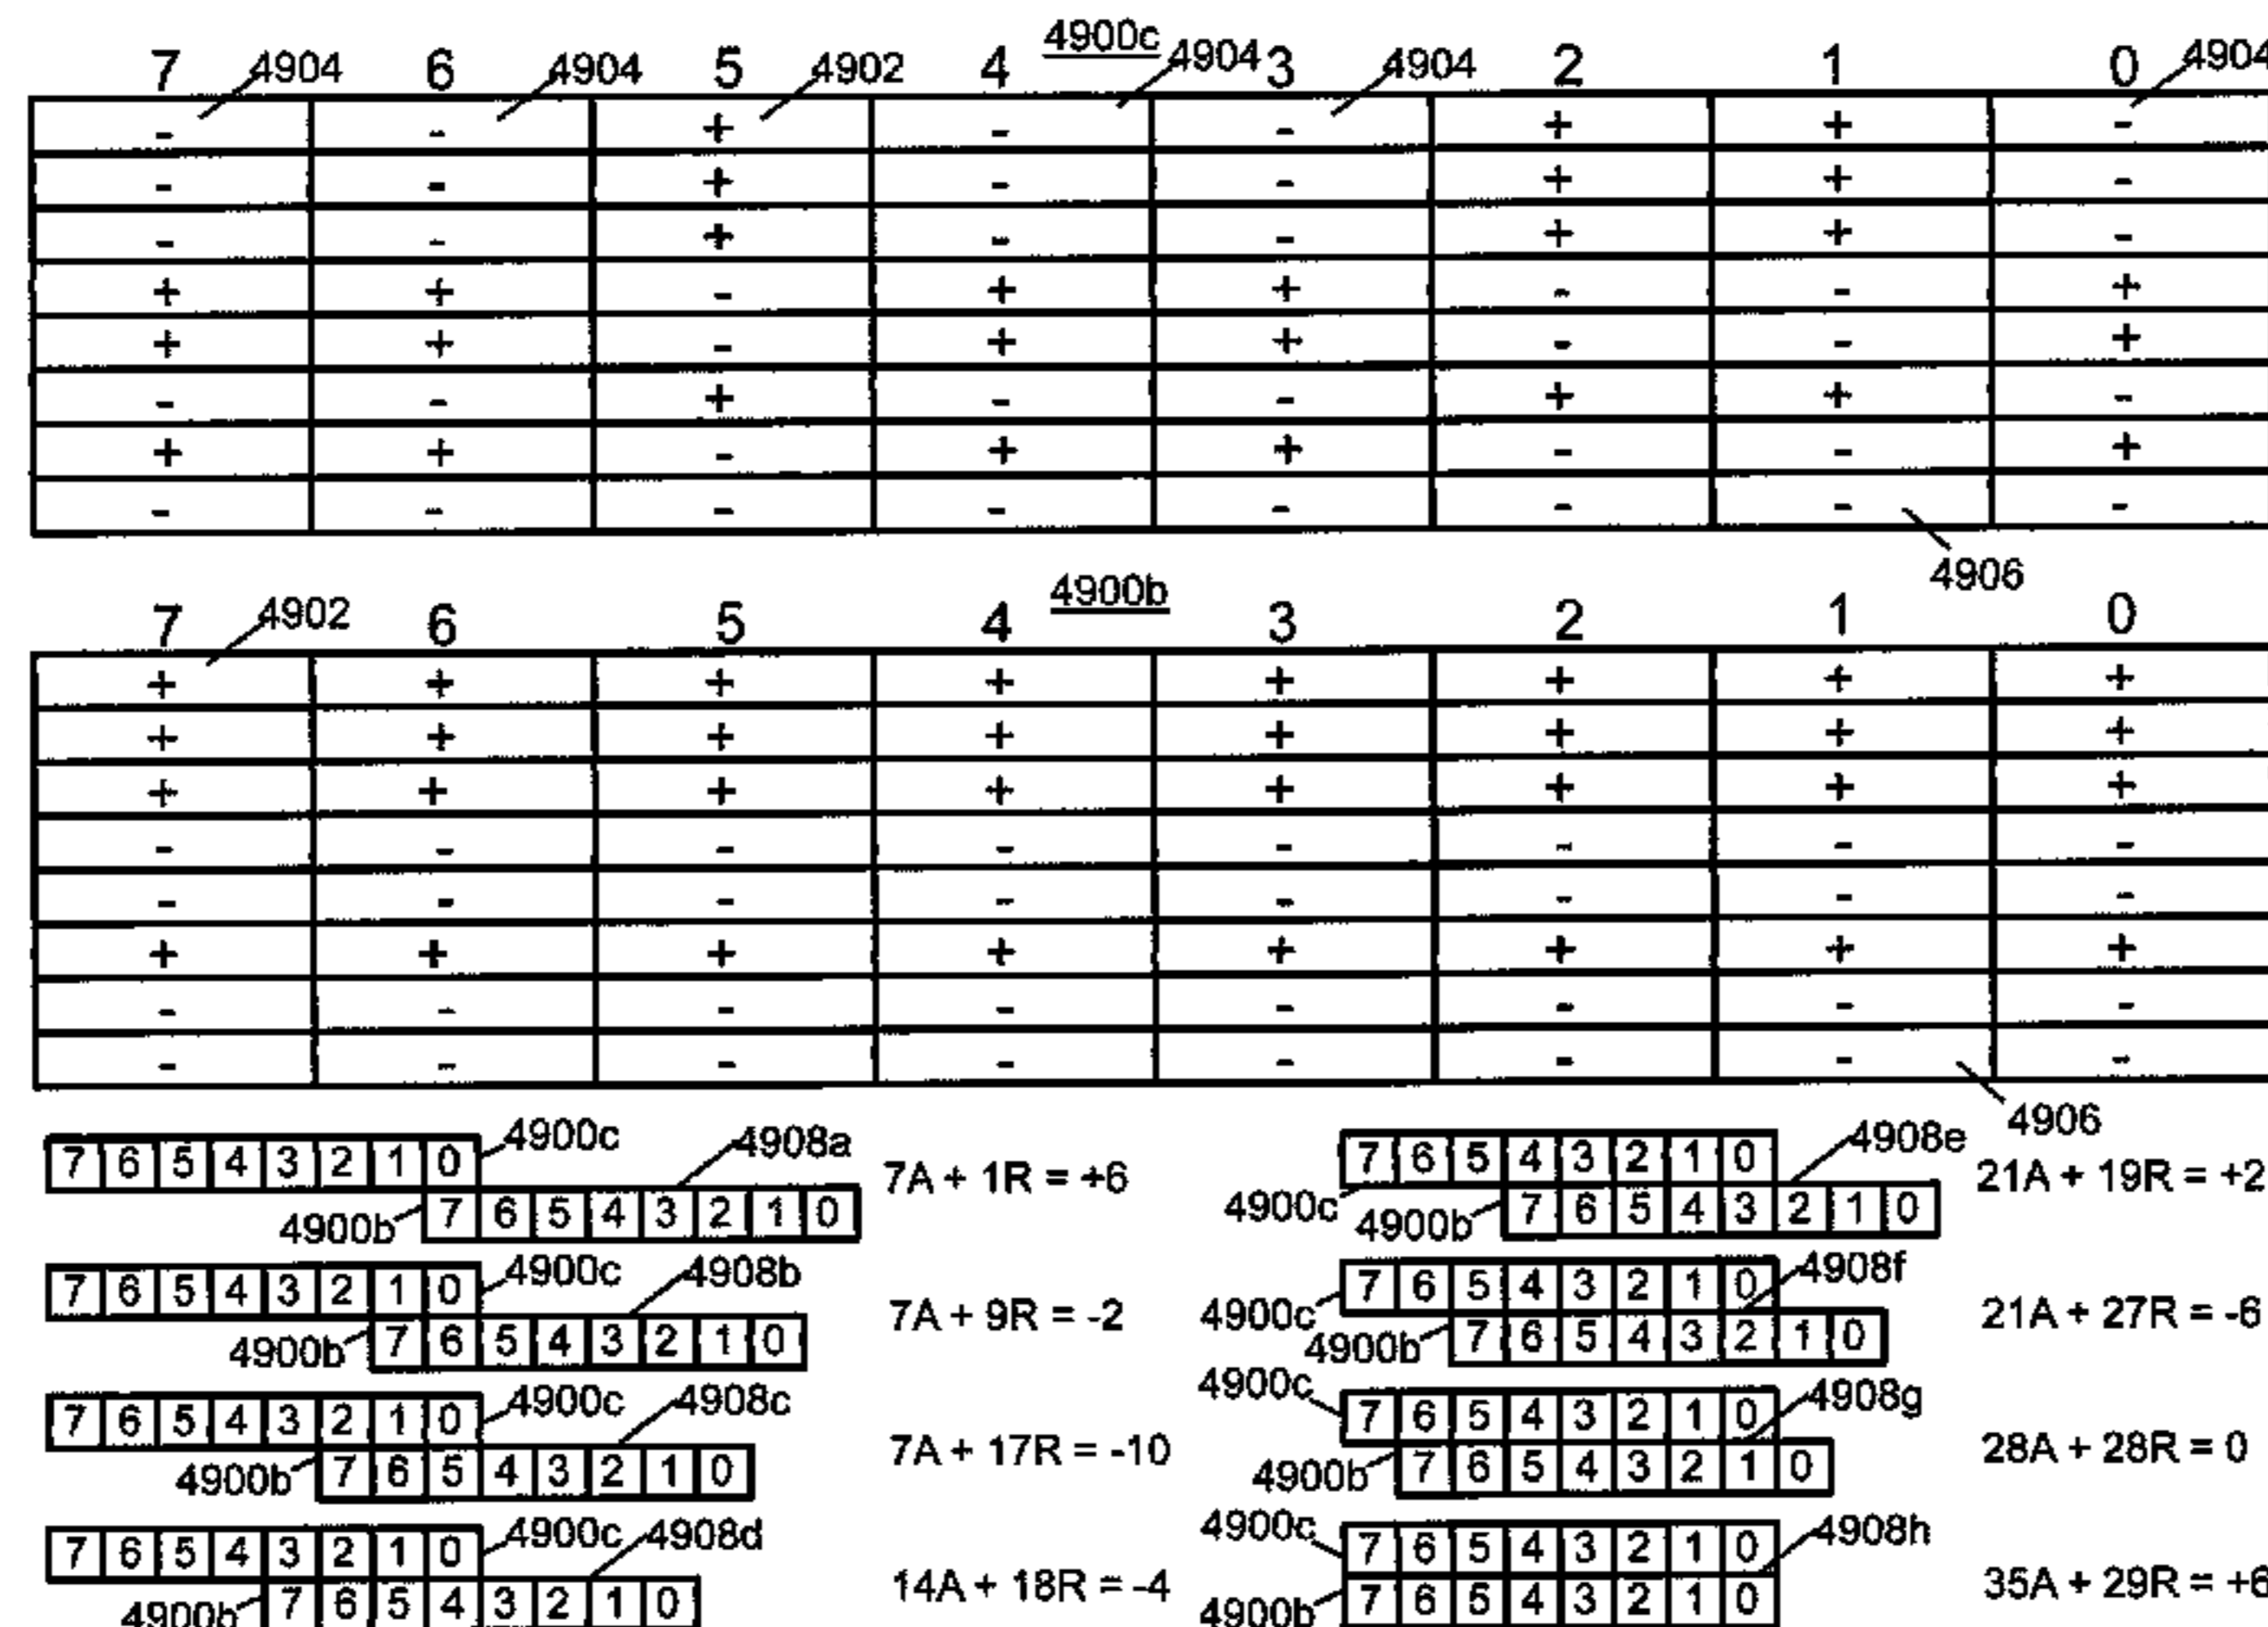 4900c
7 4904 6 4904 5 4902 4 4904 3 4904 2 1 0 4904
- - + - - + + -
- - + - - + + -
- - + - - + + -
+ + - + + - - +
+ + - + + - - +
- - + - - + + -
+ + - + + - - +
- - - - - - - -
4906
4900b
7 4902 6 5 4 3 2 1 0
+ + + + + + + +
+ + + + + + + +
+ + + + + + + +
- - - - - - - -
- - - - - - - -
+ + + + + + + +
- - - - - - - -
- - - - - - - -
4906
7 6 5 4 3 2 1 0 4900c 4908a
4900b 7 6 5 4 3 2 1 0
7A + 1R = +6
7 6 5 4 3 2 1 0 4900c 4908b
4900b 7 6 5 4 3 2 1 0
7A + 9R = -2
7 6 5 4 3 2 1 0 4900c 4908c
4900b 7 6 5 4 3 2 1 0
7A + 17R = -10
7 6 5 4 3 2 1 0 4900c 4908d
4900b 7 6 5 4 3 2 1 0
14A + 18R = -4
7 6 5 4 3 2 1 0 4908e
4900c 4900b 7 6 5 4 3 2 1 0
21A + 19R = +2
4900c 7 6 5 4 3 2 1 0 4908f
4900b 7 6 5 4 3 2 1 0
21A + 27R = -6
4900c 7 6 5 4 3 2 1 0 4908g
4900b 7 6 5 4 3 2 1 0
28A + 28R = 0
4900c 7 6 5 4 3 2 1 0 4908h
4900b 7 6 5 4 3 2 1 0
35A + 29R = +6